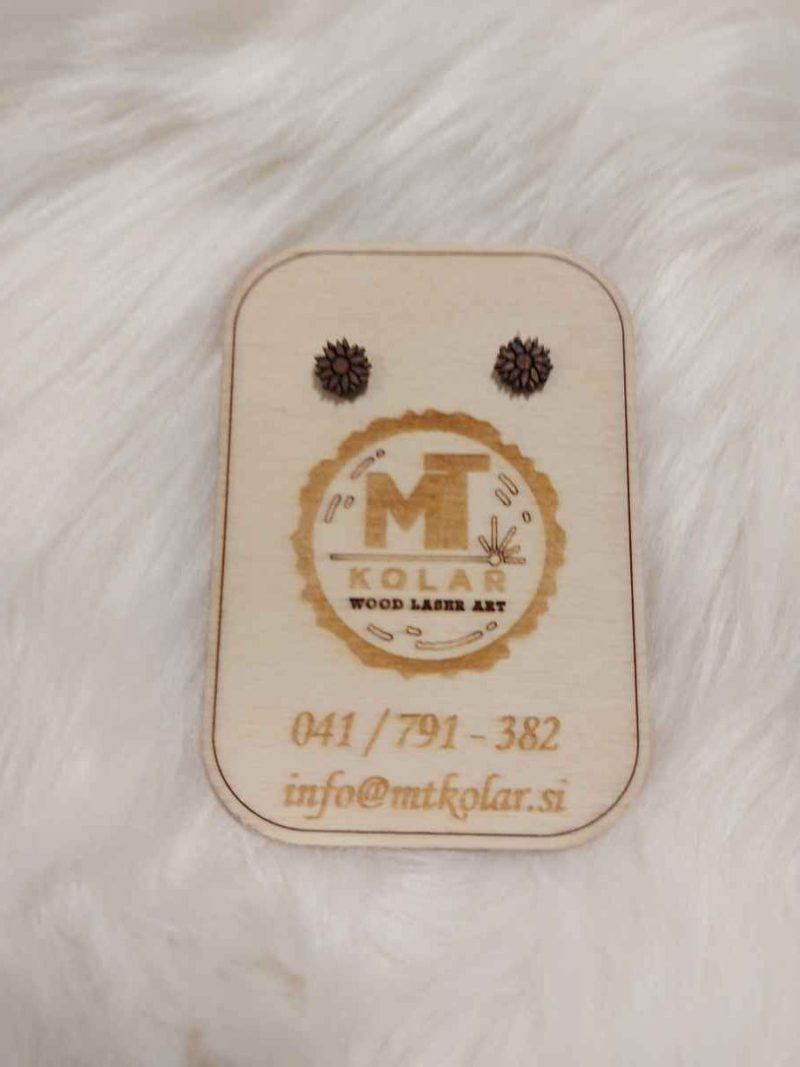 MT
KOLAR
WOOD LASER ART
041 / 791 - 382
info@mtkolar.si